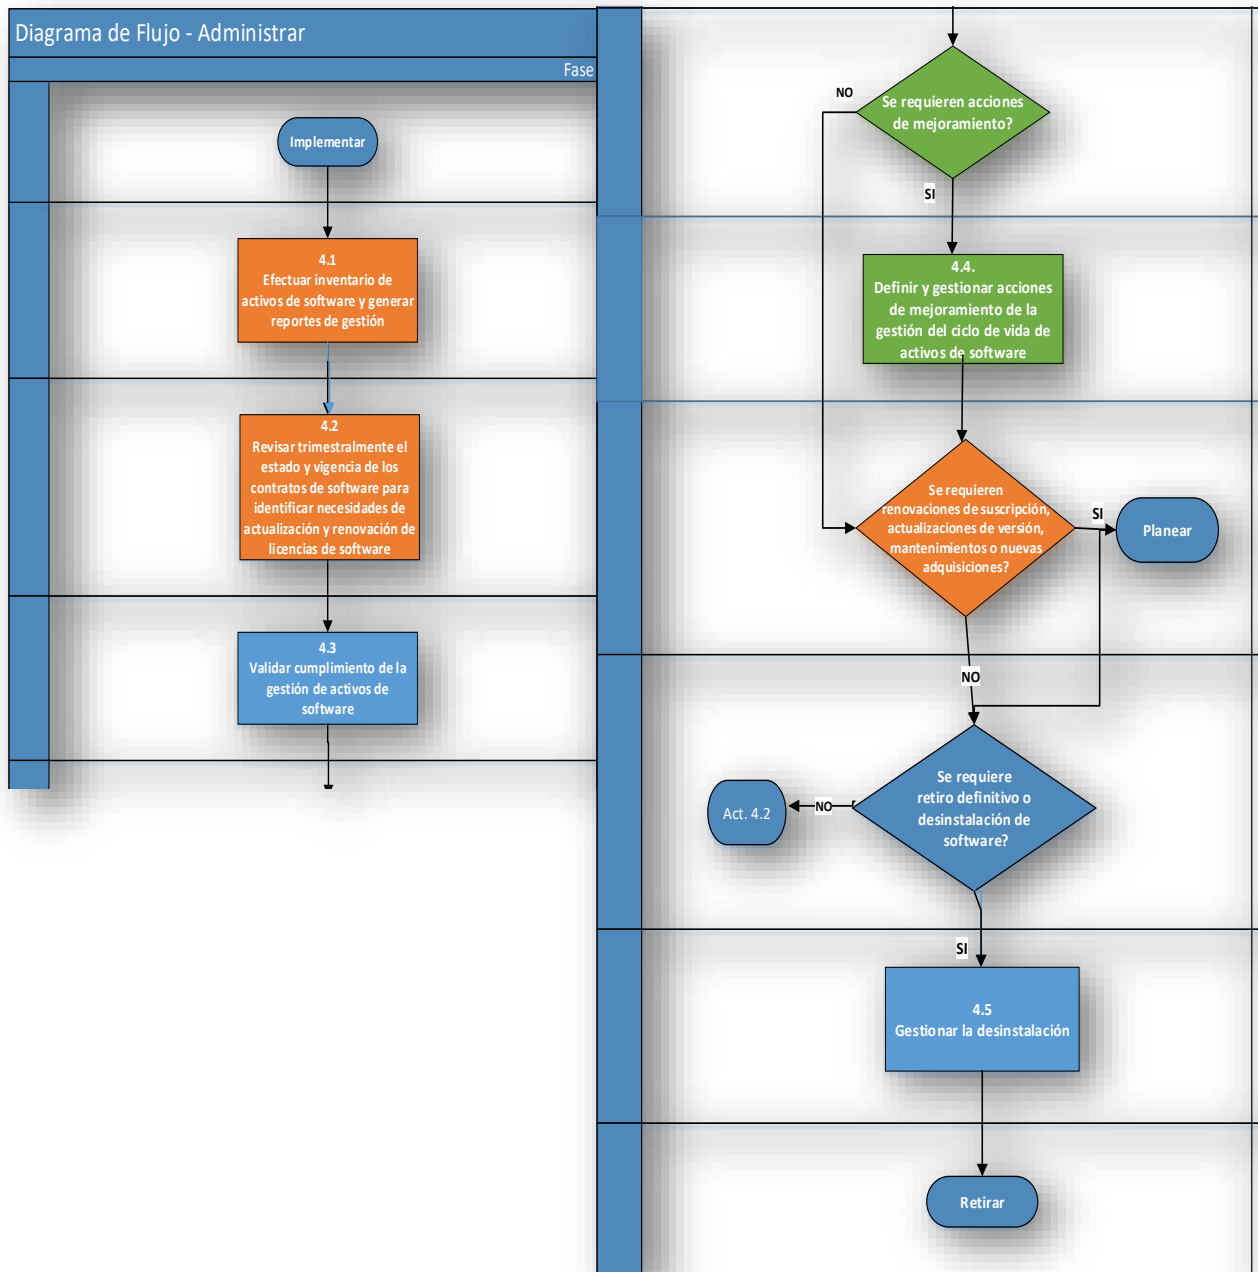 Diagrama de Flujo - Administrar
Fase
Implementar
4.1
Efectuar inventario de
activos de software y generar
reportes de gestión
4.2
Revisar trimestralmente el
estado y vigencia de los
contratos de software para
identificar necesidades de
actualización y renovación de
licencias de software
4.3
Validar cumplimiento de la
gestión de activos de
software
Se requieren acciones
de mejoramiento?
NO
SI
4.4.
Definir y gestionar acciones
de mejoramiento de la
gestión del ciclo de vida de
activos de software
Se requieren
renovaciones de suscripción,
actualizaciones de versión,
mantenimientos o nuevas
adquisiciones?
SI
Planear
NO
Se requiere
retiro definitivo o
desinstalación de
software?
NO
Act. 4.2
SI
4.5
Gestionar la desinstalación
Retirar